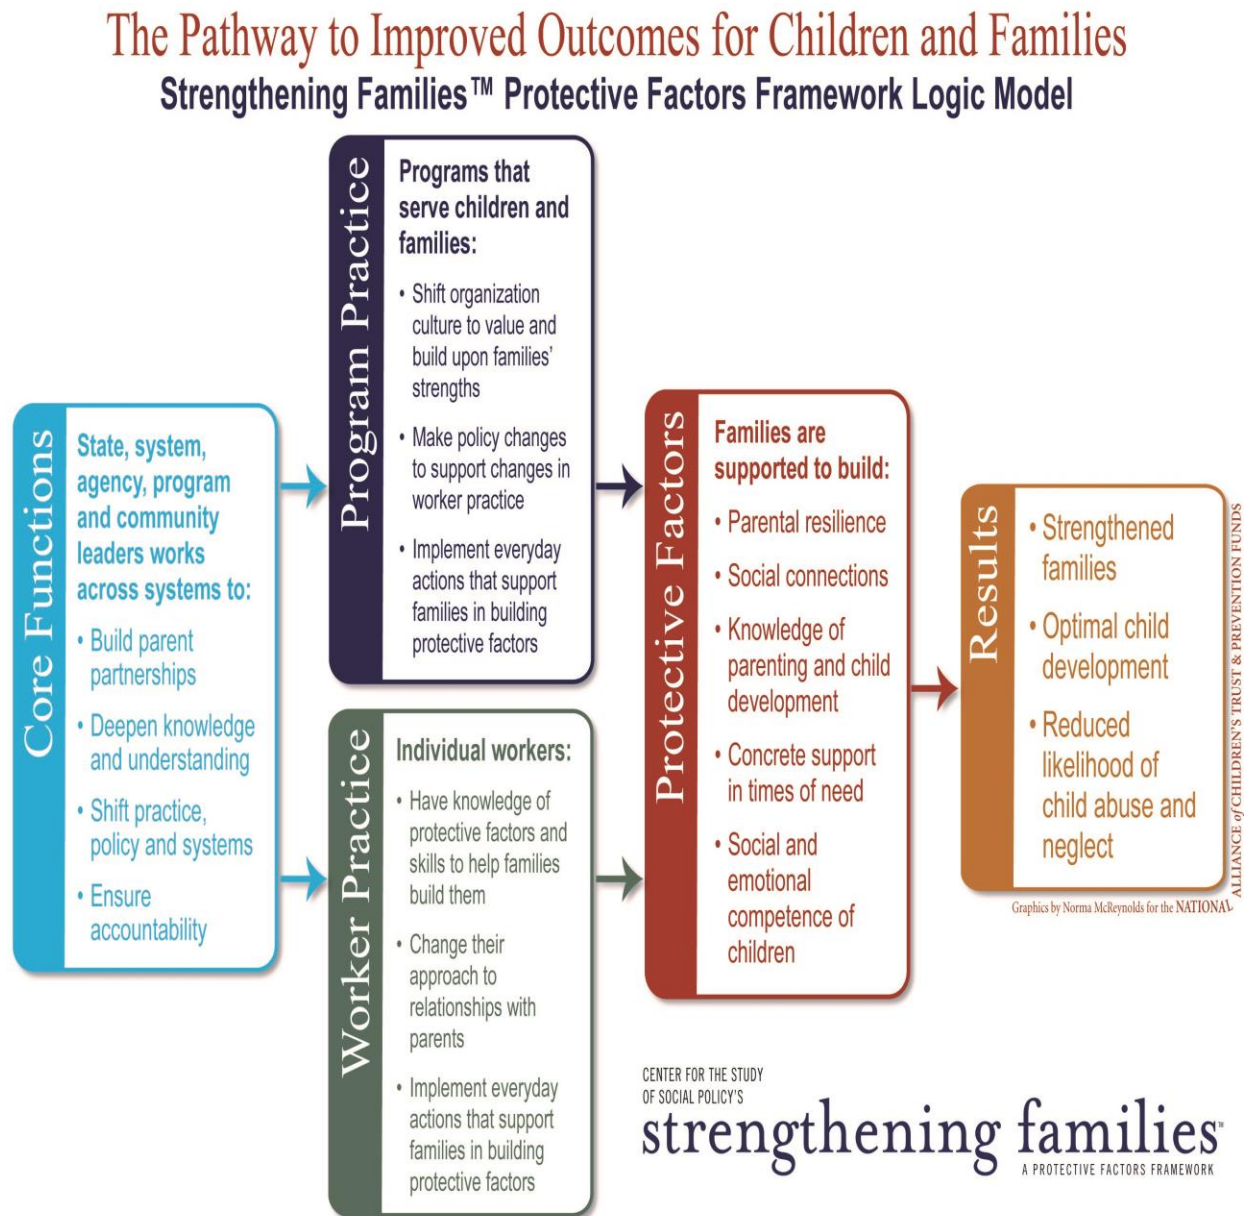 The Pathway to Improved Outcomes for Children and Families
Strengthening Families™ Protective Factors Framework Logic Model
Core Functions
State, system,
agency, program
and community
leaders works
across systems to:
• Build parent
partnerships
• Deepen knowledge
and understanding
• Shift practice,
policy and systems
• Ensure
accountability
Program Practice
Programs that
serve children and
families:
• Shift organization
culture to value and
build upon families’
strengths
• Make policy changes
to support changes in
worker practice
• Implement everyday
actions that support
families in building
protective factors
Worker Practice
Individual workers:
• Have knowledge of
protective factors and
skills to help families
build them
• Change their
approach to
relationships with
parents
• Implement everyday
actions that support
families in building
protective factors
Protective Factors
Families are
supported to build:
• Parental resilience
• Social connections
• Knowledge of
parenting and child
development
• Concrete support
in times of need
• Social and
emotional
competence of
children
Results
• Strengthened
families
• Optimal child
development
• Reduced
likelihood of
child abuse and
neglect
Graphics by Norma McReynolds for the NATIONAL
ALLIANCE of CHILDREN’S TRUST & PREVENTION FUNDS
CENTER FOR THE STUDY
OF SOCIAL POLICY’S
strengthening families™
A PROTECTIVE FACTORS FRAMEWORK